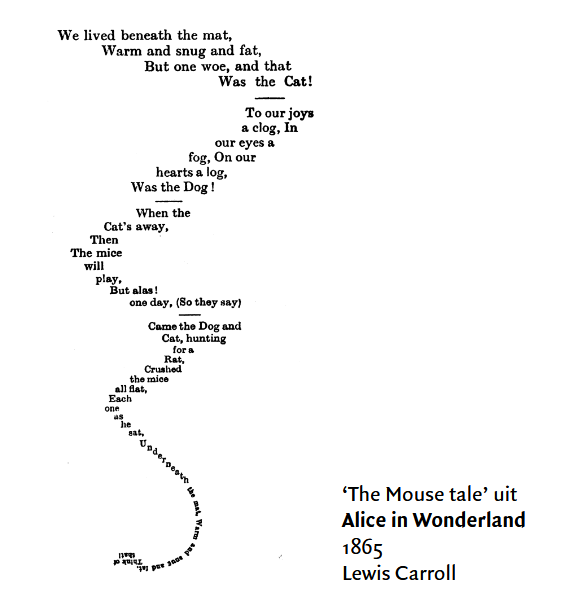 We lived beneath the mat,
Warm and snug and fat,
But one woe, and that
Was the Cat!
To our joys
a clog, In
our eyes a
fog, On our
hearts a log,
Was the Dog!
When the
Cat's away,
Then
The mice
will
play,
But alas!
one day, (So they say)
Came the Dog and
Cat, hunting
for a
Rat,
Crushed
the mice
all flat,
Each
one
as
he
sat,
Underneath the mat, Warm and snug and fat,
Think of
that!
‘The Mouse tale’ uit
Alice in Wonderland
1865
Lewis Carroll